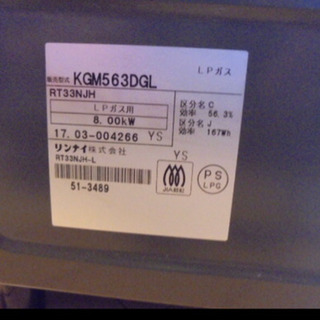 販売型式 KGM563DGL
LPガス
RT33NJH
LPガス用
8.00kW
区分名 C
効率 56.3%
区分名 J
効率 167Wh
17.03-004266 YS
リンナイ株式会社
RT33NJH-L
YS
51-3489
PS
LPG